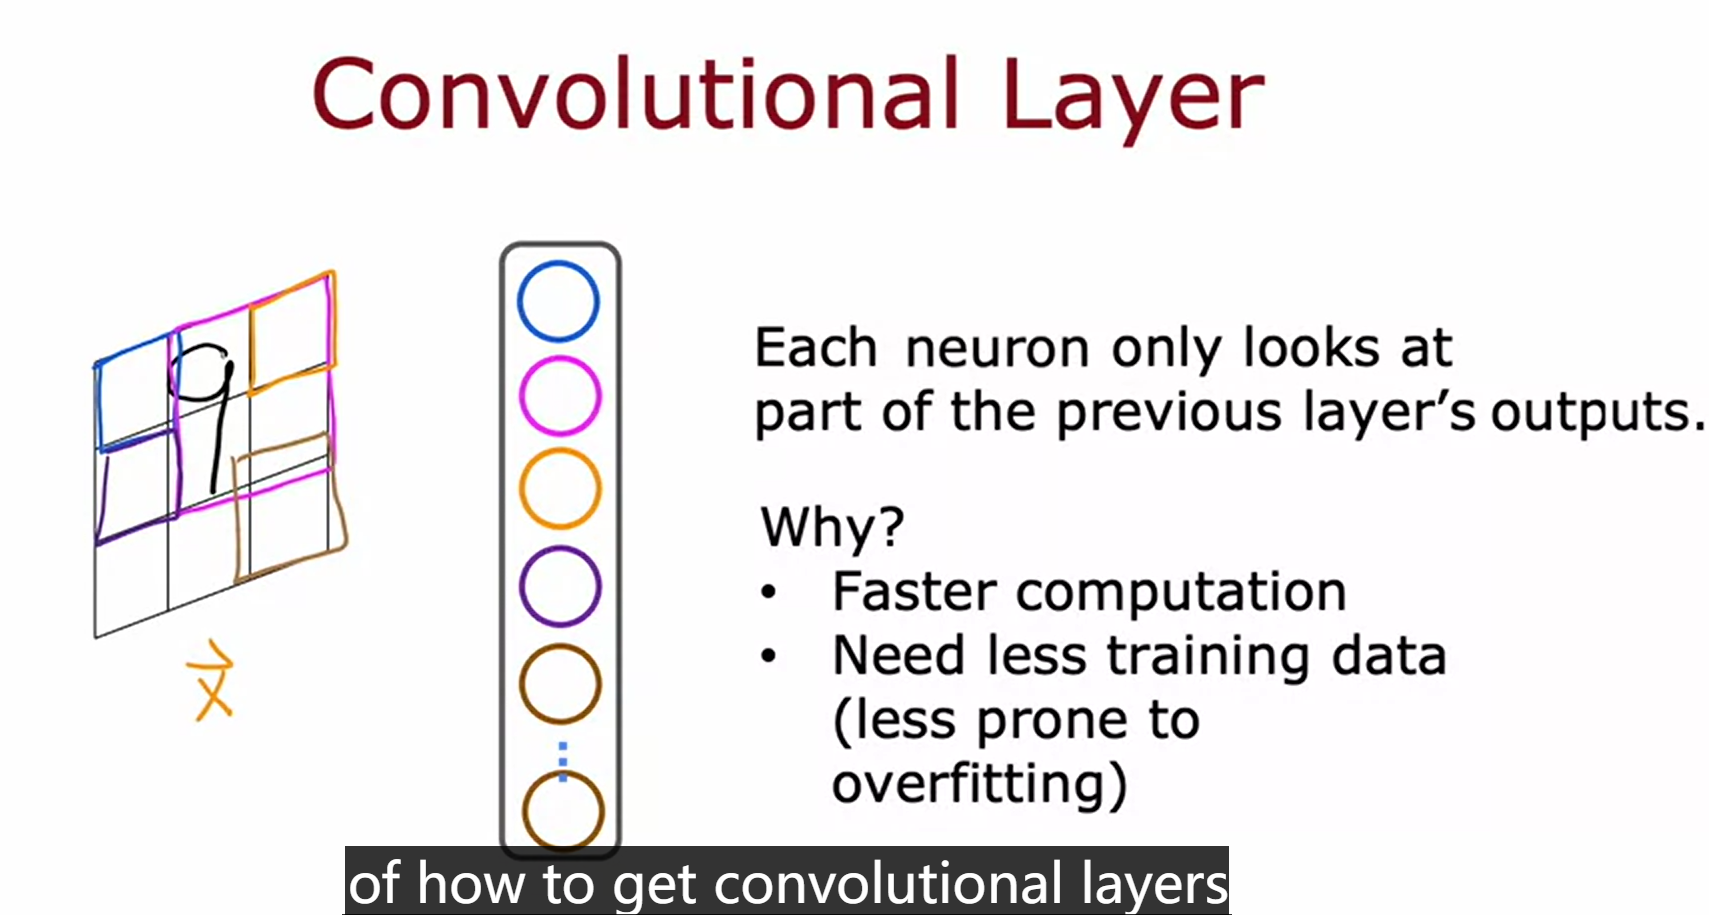 Convolutional Layer
9
Each neuron only looks at
part of the previous layer’s outputs.
Why?
• Faster computation
• Need less training data
(less prone to
overfitting)
x⃗
of how to get convolutional layers